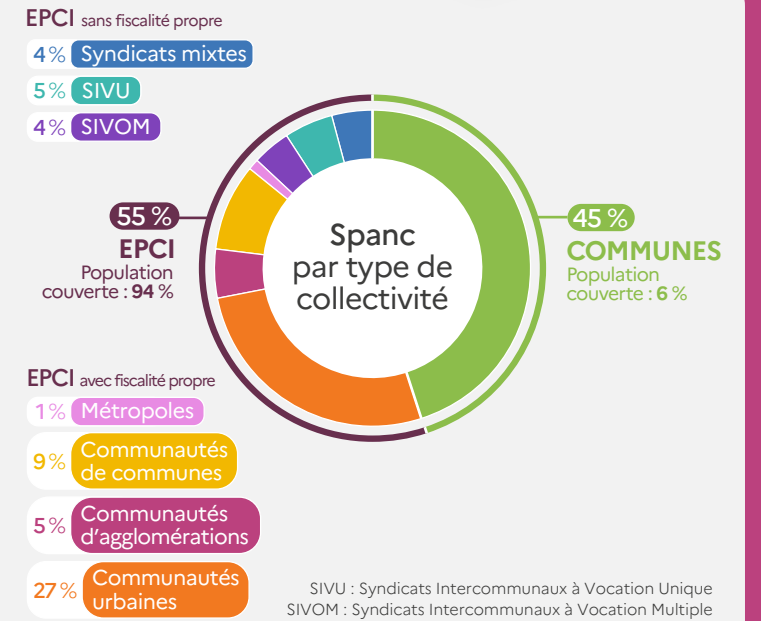 EPCI sans fiscalité propre
4 % Syndicats mixtes
5 % SIVU
4 % SIVOM
55 %
EPCI
Population
couverte : 94 %
Spanc
par type de
collectivité
45 %
COMMUNES
Population
couverte : 6 %
EPCI avec fiscalité propre
1 % Métropoles
9 % Communautés
de communes
5 % Communautés
d'agglomérations
27 % Communautés
urbaines
SIVU : Syndicats Intercommunaux à Vocation Unique
SIVOM : Syndicats Intercommunaux à Vocation Multiple